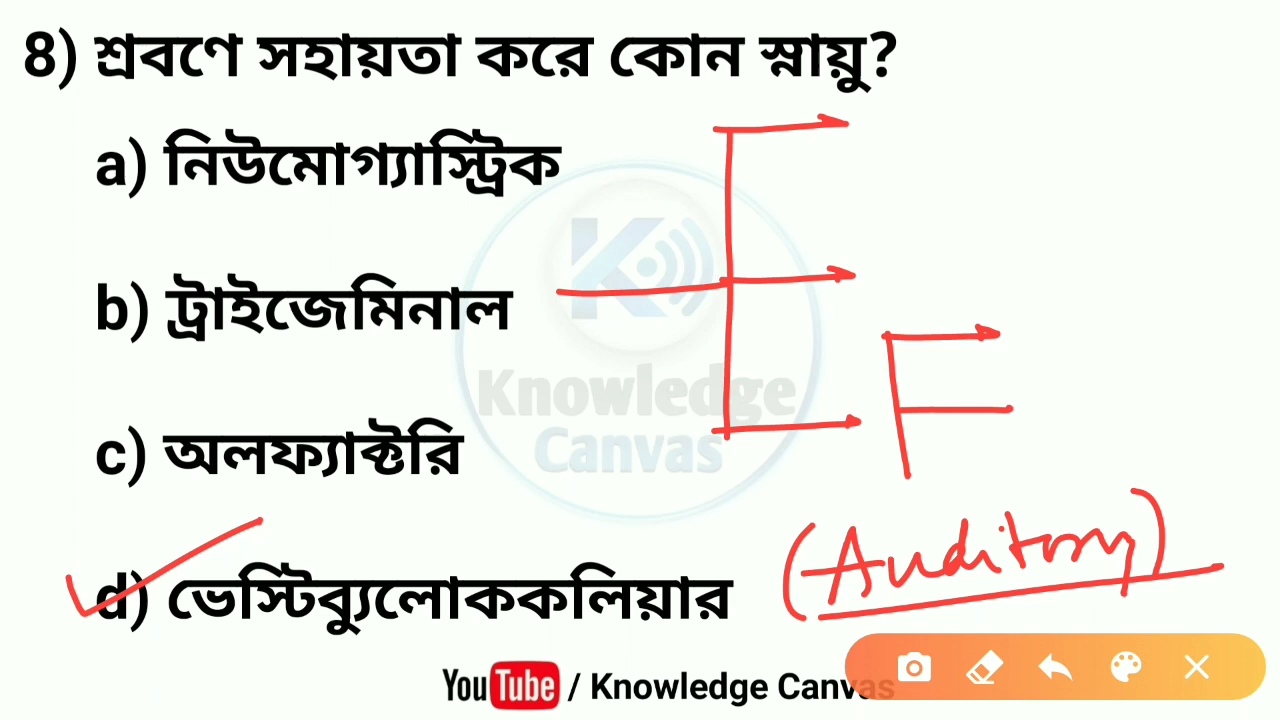 8) শ্রবণে সহায়তা করে কোন স্নায়ু?
a) নিউমোগ্যাস্ট্রিক
b) ট্রাইজেমিনাল
c) অলফ্যাক্টরি
d) ভেস্টিব্যুলোককলিয়ার
(Auditory)
Knowledge
Canvas
YouTube / Knowledge Canvas